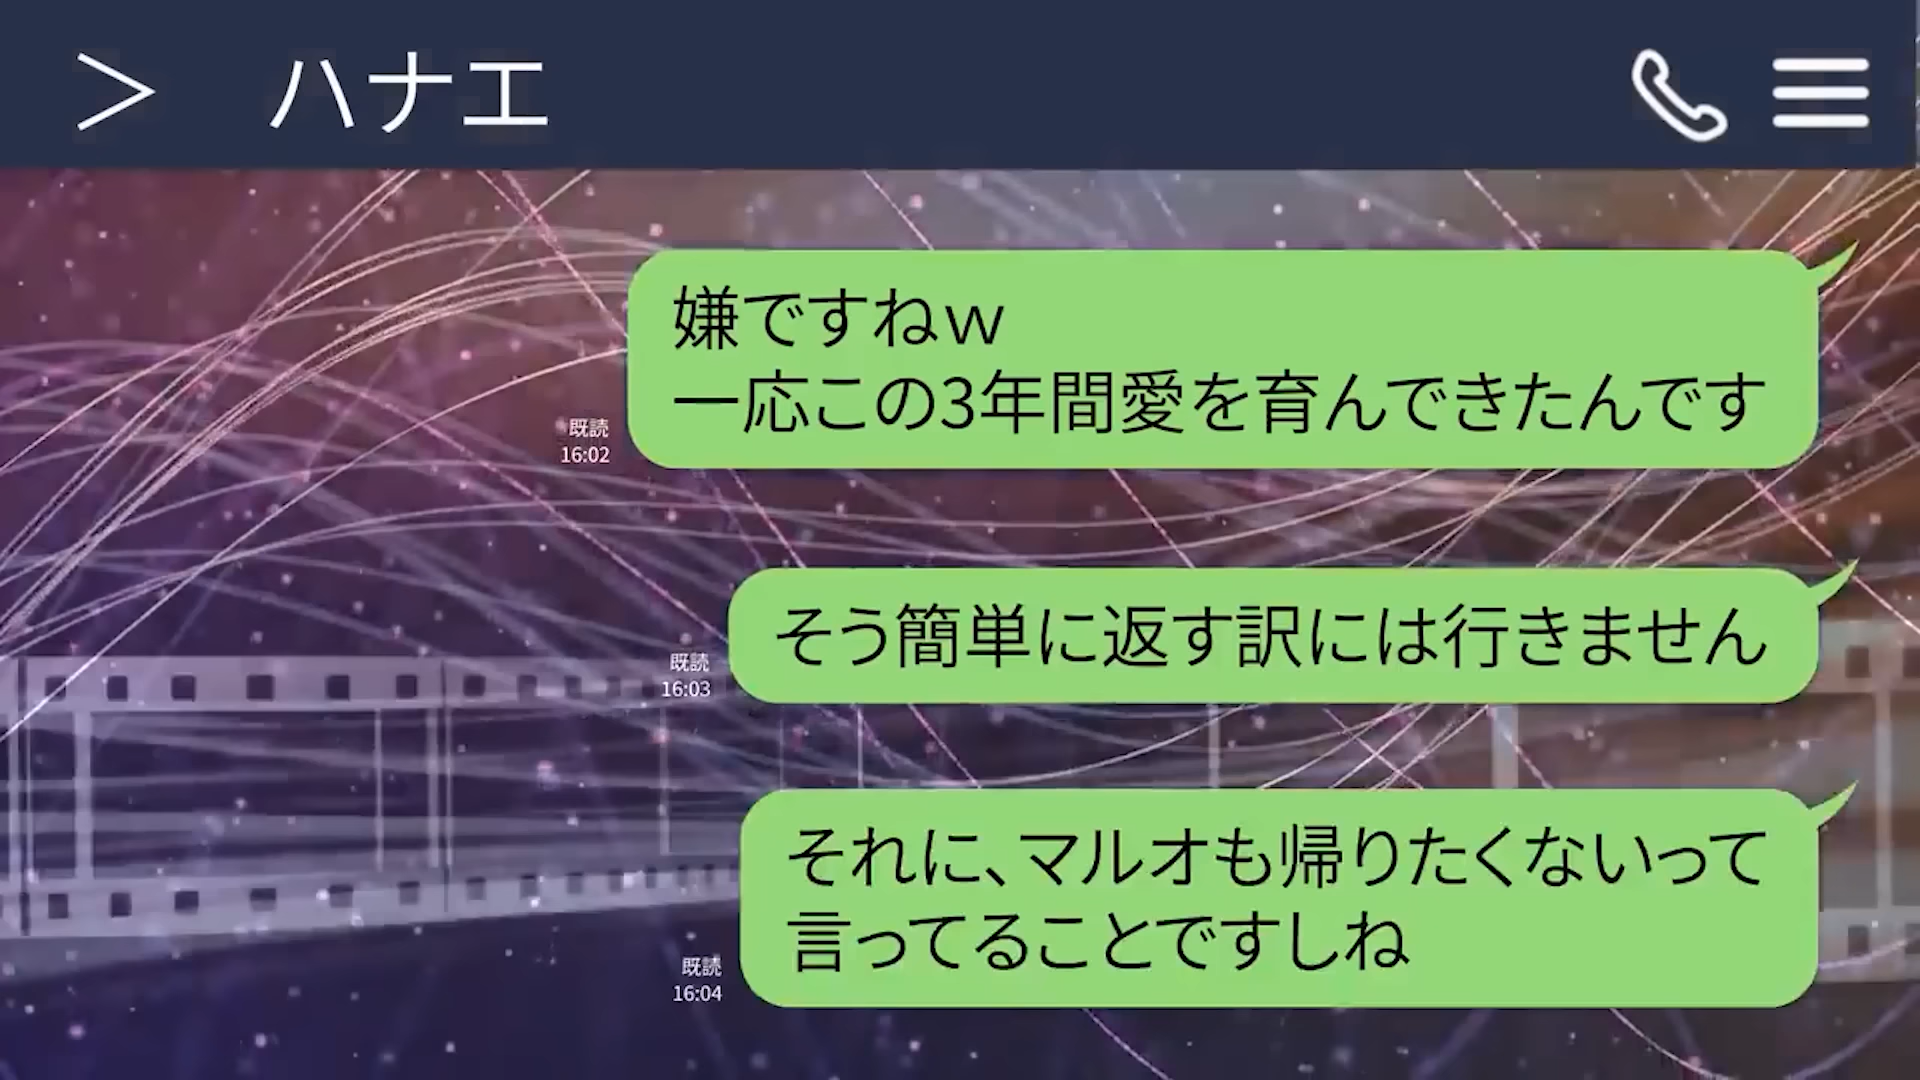 ＞ ハナエ
嫌ですねｗ
一応この3年間愛を育んできたんです
既読
16:02
そう簡単に返す訳には行きません
既読
16:03
それに、マルオも帰りたくないって
言ってることですしね
既読
16:04